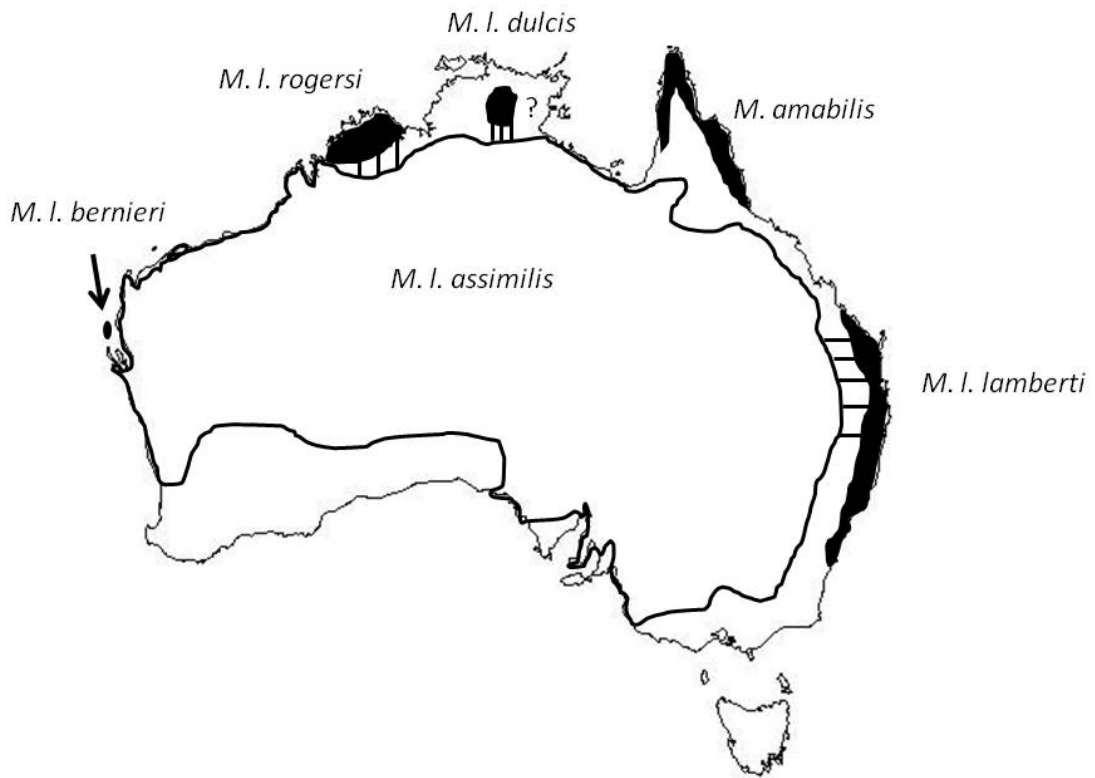 M. l. dulcis
M. l. rogersi
?
M. amabilis
M. l. bernieri
M. l. assimilis
M. l. lamberti